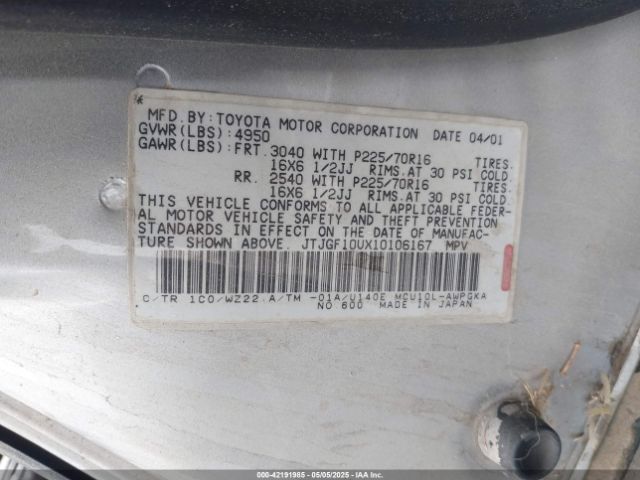 MFD.BY:TOYOTA MOTOR CORPORATION DATE 04/01
GVWR(LBS):4950
GAWR(LBS):FRT.3040 WITH P225/70R16 TIRES.
16X6 1/2JJ RIMS.AT 30 PSI COLD.
RR. 2540 WITH P225/70R16 TIRES.
16X6 1/2JJ RIMS.AT 30 PSI COLD.
THIS VEHICLE CONFORMS TO ALL APPLICABLE FEDER-
AL MOTOR VEHICLE SAFETY AND THEFT PREVENTION
STANDARDS IN EFFECT ON THE DATE OF MANUFAC-
TURE SHOWN ABOVE. JTJGF10UX10106167 MPV
C/TR 1C0/WZ22 A/TM -01A/U140E MCU10L-AWPGKA
NO 600 MADE IN JAPAN
00-42191985 - 05/05/2025 - IAAI